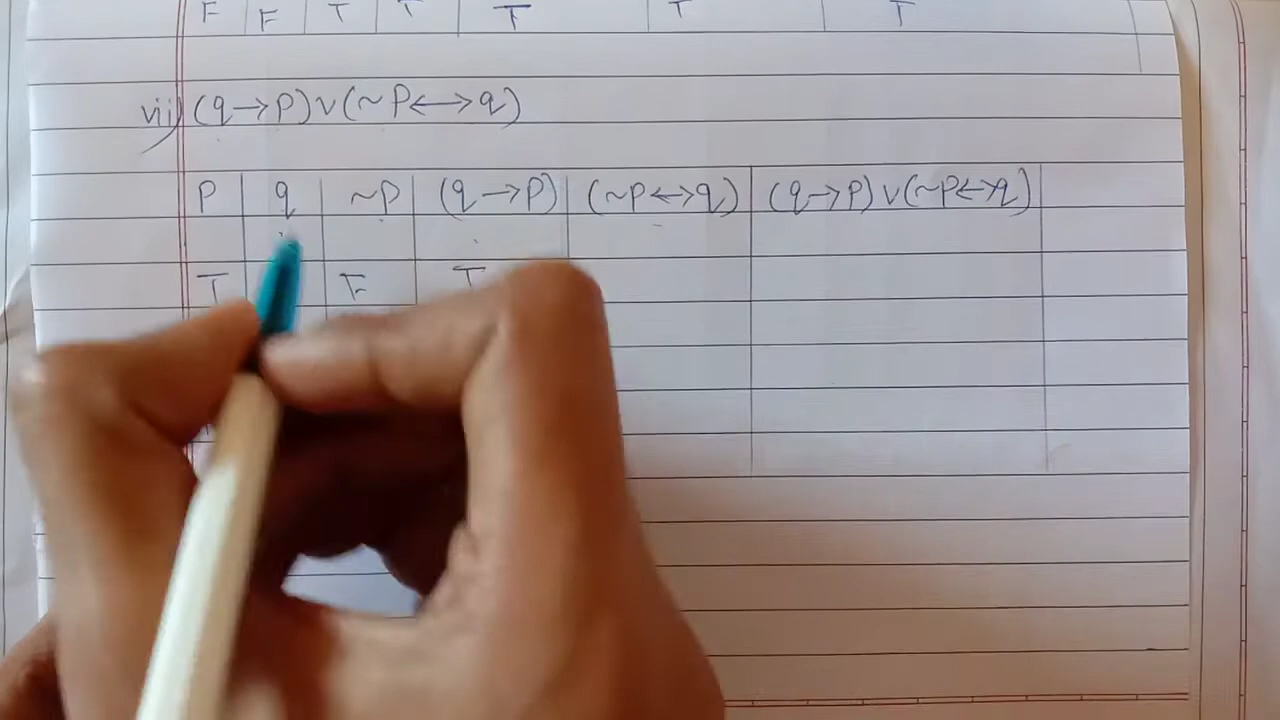 F F T T T T T
vii) (q→p)∨(~p↔q)
p q ~p (q→p) (~p↔q) (q→p)∨(~p↔q)
T F T